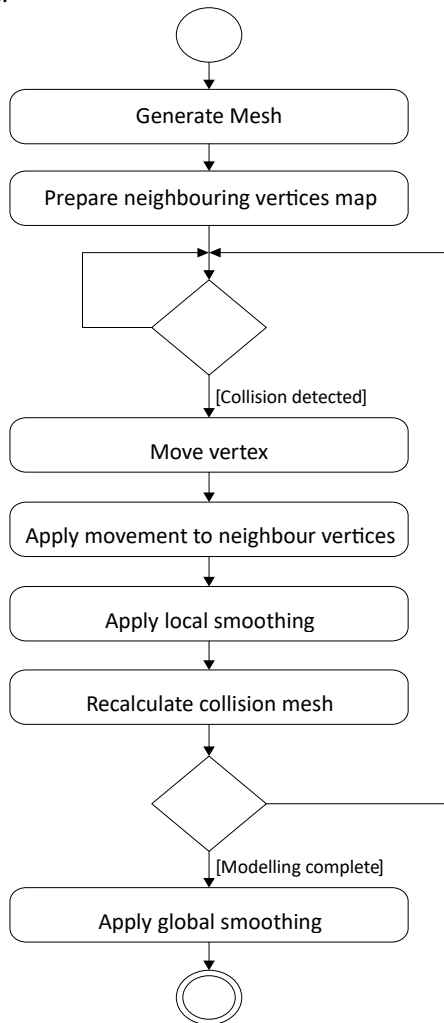 Generate Mesh
Prepare neighbouring vertices map
[Collision detected]
Move vertex
Apply movement to neighbour vertices
Apply local smoothing
Recalculate collision mesh
[Modelling complete]
Apply global smoothing